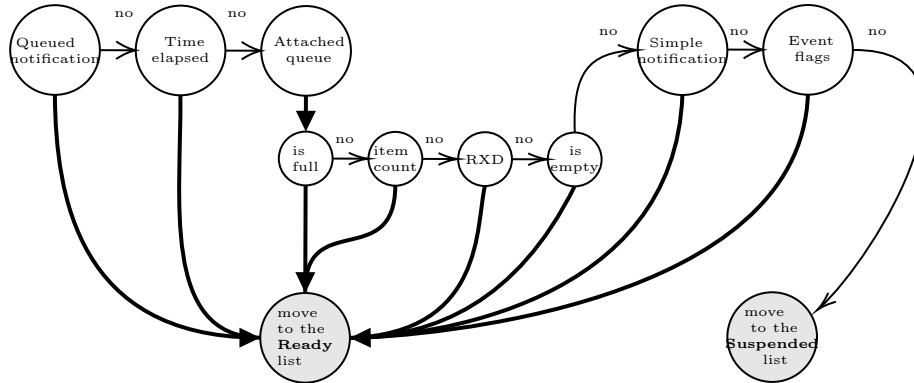 no
no
Queued
notification
Time
elapsed
Attached
queue
no
Simple
notification
no
Event
flags
no
is
full
no
item
count
no
RXD
no
is
empty
move
to the
Ready
list
move
to the
Suspended
list